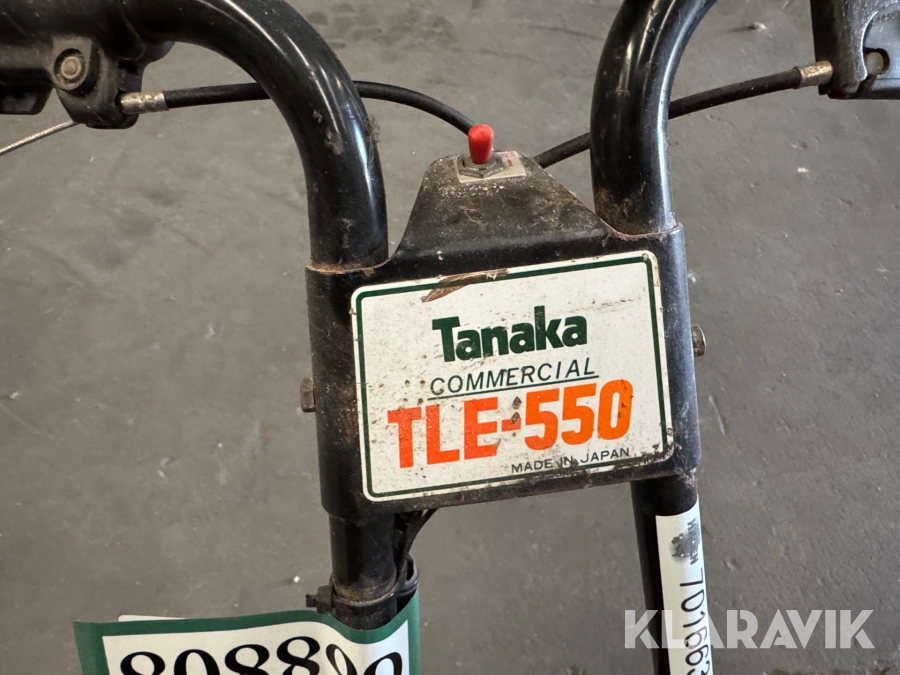 Tanaka
COMMERCIAL
TLE-550
MADE IN JAPAN
KLARAVIK